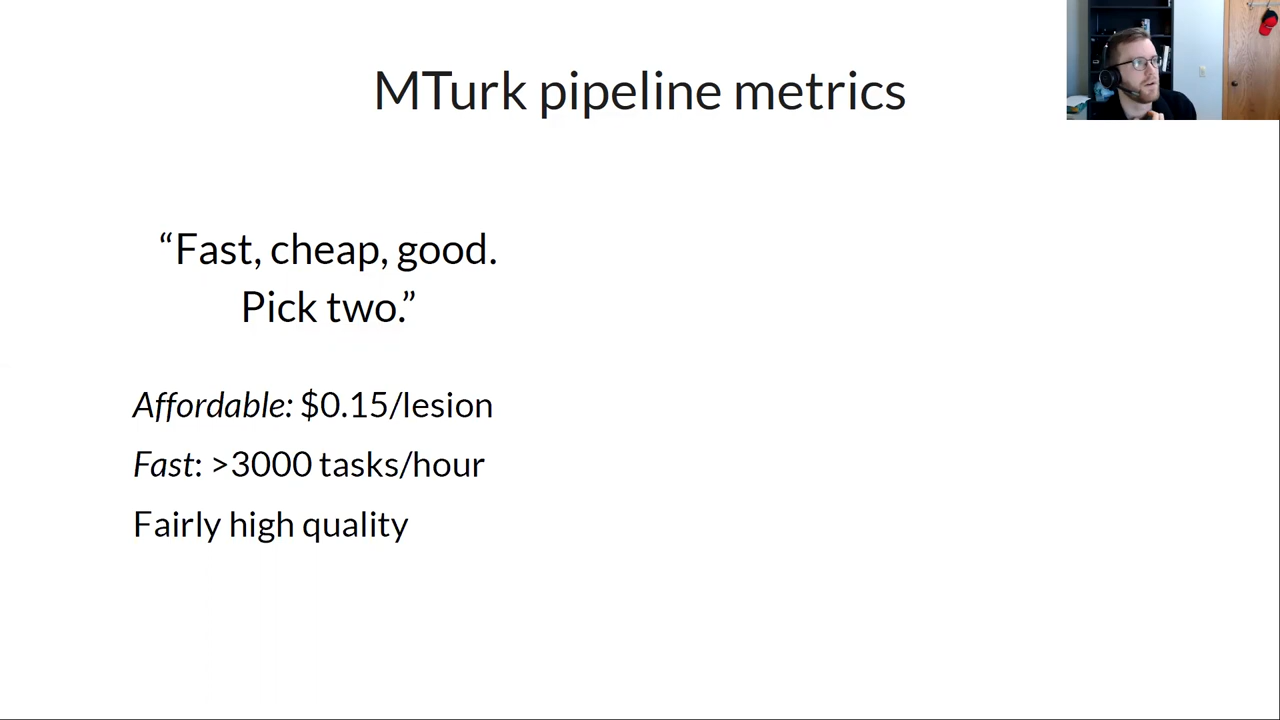 MTurk pipeline metrics
“Fast, cheap, good.
Pick two.”
Affordable: $0.15/lesion
Fast: >3000 tasks/hour
Fairly high quality